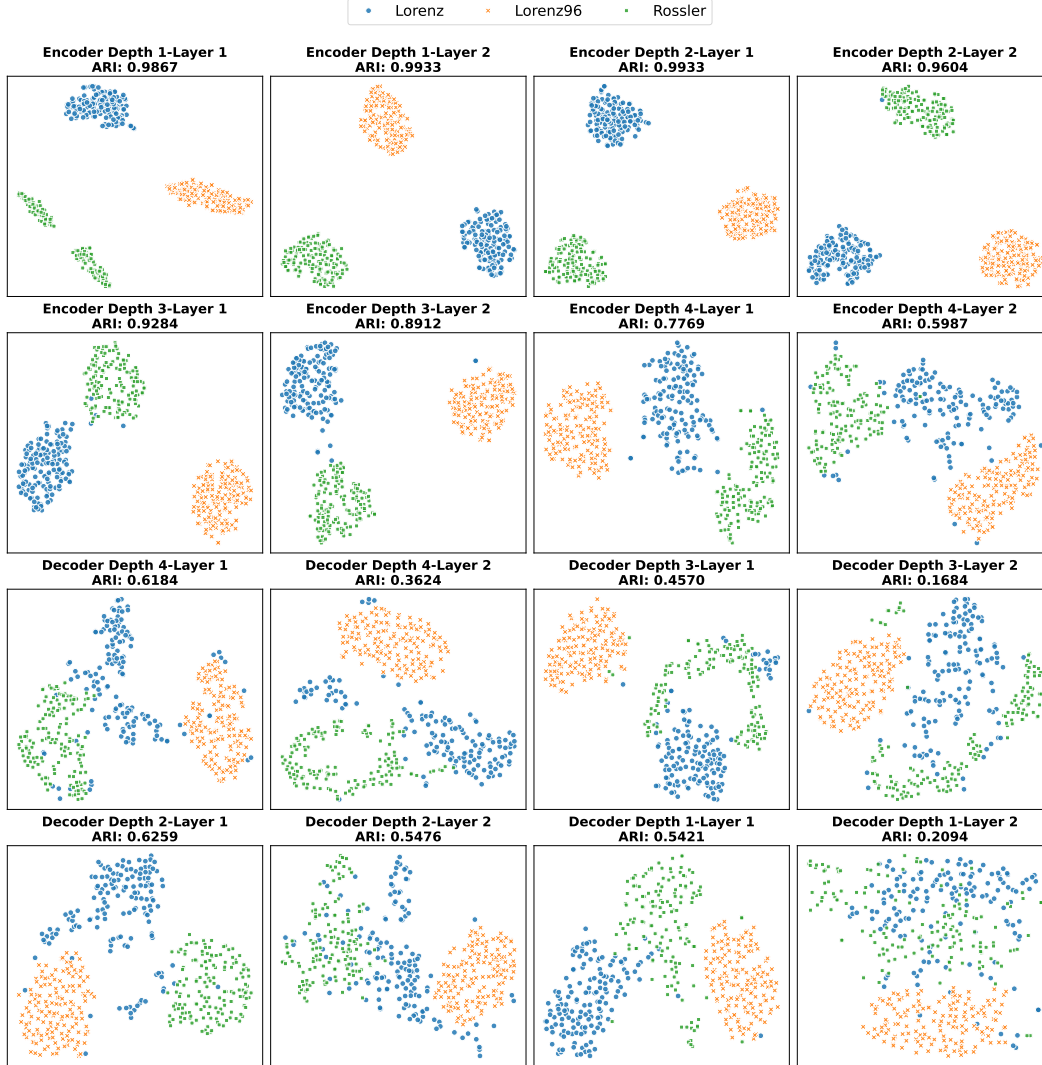 Lorenz Lorenz96 Rossler
Encoder Depth 1-Layer 1
ARI: 0.9867
Encoder Depth 1-Layer 2
ARI: 0.9933
Encoder Depth 2-Layer 1
ARI: 0.9933
Encoder Depth 2-Layer 2
ARI: 0.9604
Encoder Depth 3-Layer 1
ARI: 0.9284
Encoder Depth 3-Layer 2
ARI: 0.8912
Encoder Depth 4-Layer 1
ARI: 0.7769
Encoder Depth 4-Layer 2
ARI: 0.5987
Decoder Depth 4-Layer 1
ARI: 0.6184
Decoder Depth 4-Layer 2
ARI: 0.3624
Decoder Depth 3-Layer 1
ARI: 0.4570
Decoder Depth 3-Layer 2
ARI: 0.1684
Decoder Depth 2-Layer 1
ARI: 0.6259
Decoder Depth 2-Layer 2
ARI: 0.5476
Decoder Depth 1-Layer 1
ARI: 0.5421
Decoder Depth 1-Layer 2
ARI: 0.2094